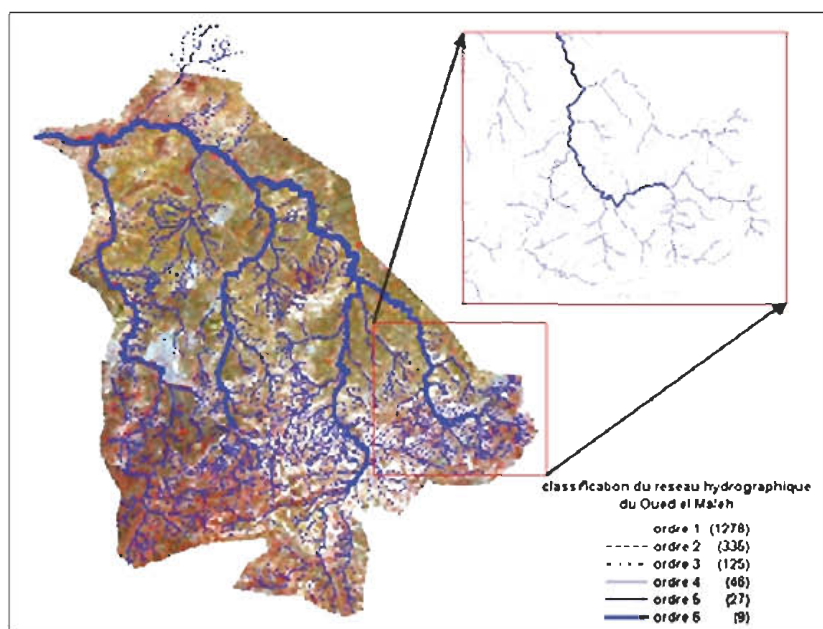 classification du reseau hydrographique
du Oued el Maleh
ordre 1 (1278)
ordre 2 (335)
ordre 3 (125)
ordre 4 (46)
ordre 5 (27)
ordre 6 (9)